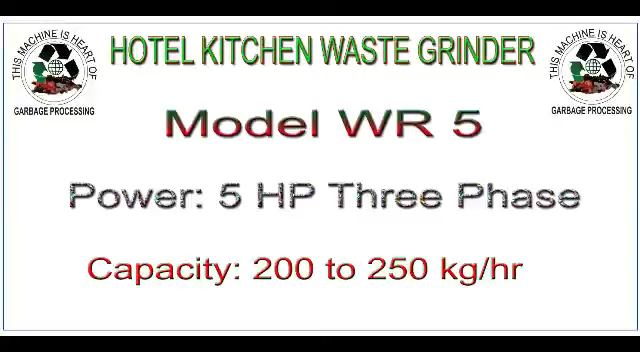 THIS MACHINE IS HEART OF
GARBAGE PROCESSING
HOTEL KITCHEN WASTE GRINDER
THIS MACHINE IS HEART OF
GARBAGE PROCESSING
Model WR 5
Power: 5 HP Three Phase
Capacity: 200 to 250 kg/hr